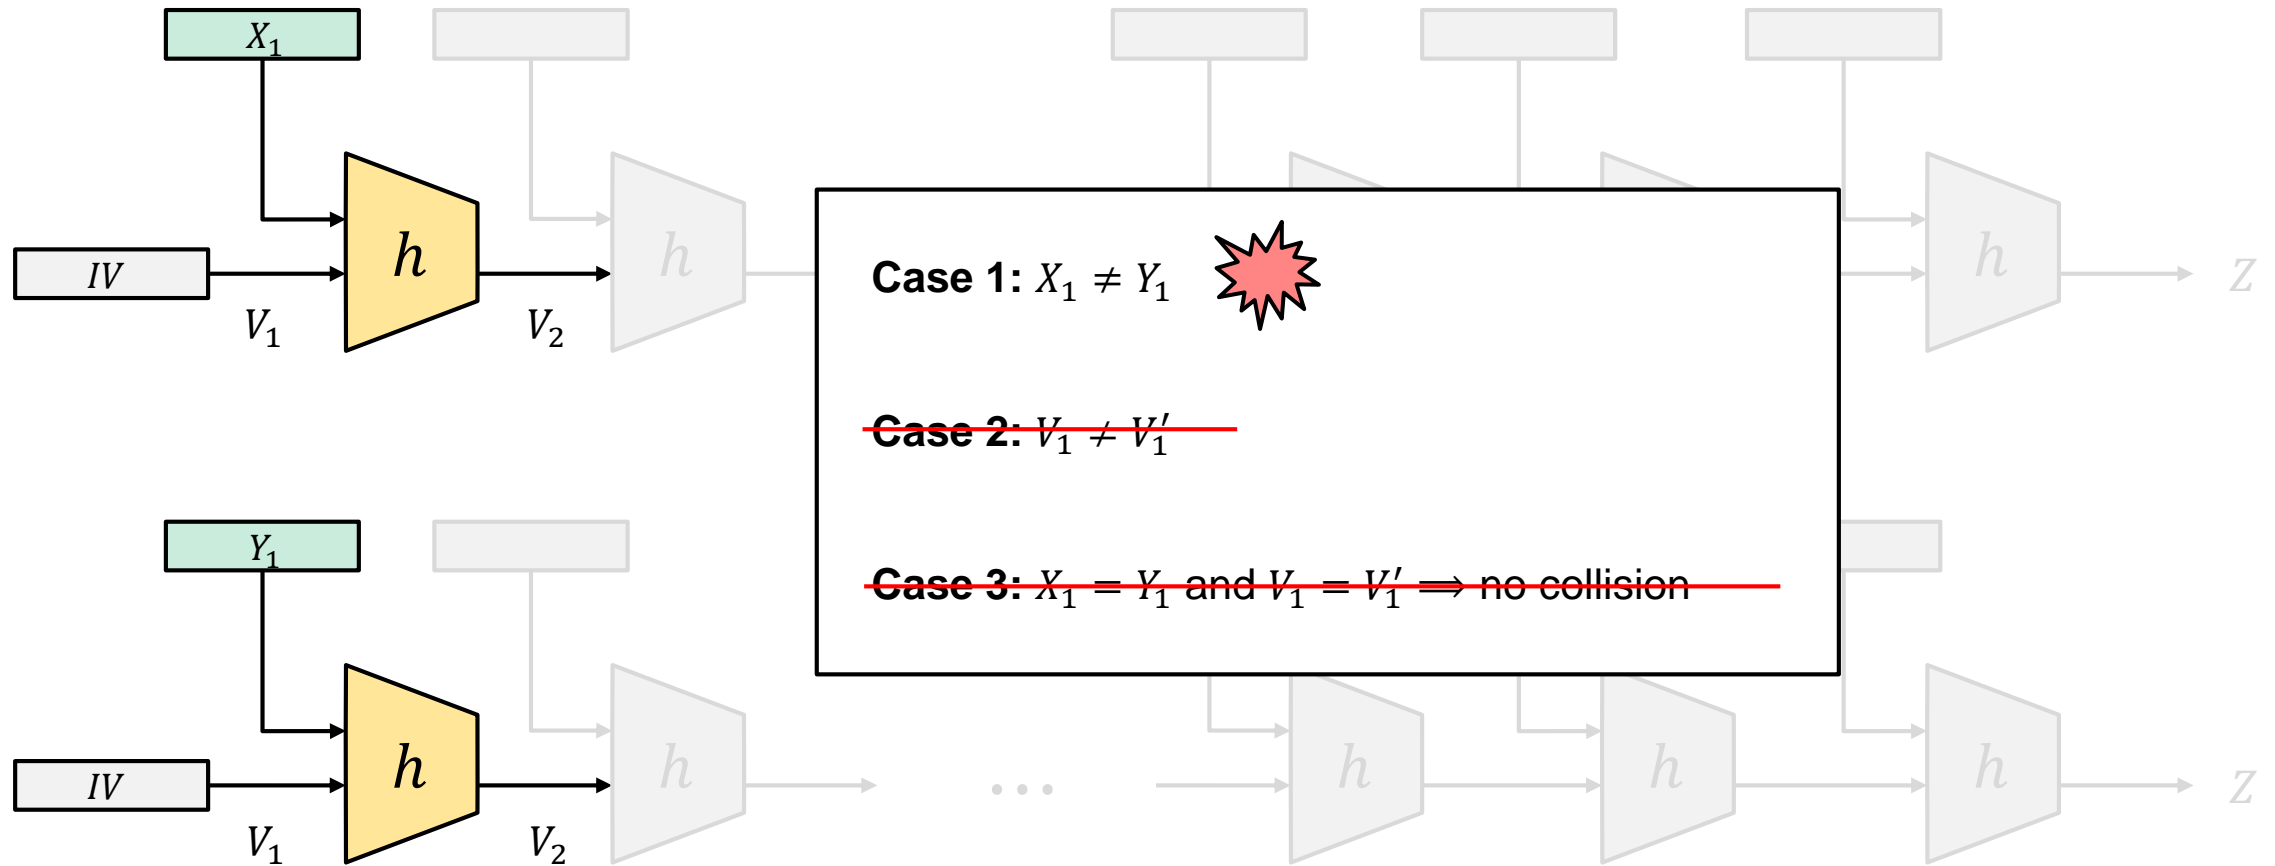 X₁
h
h
h
IV
Z
V₁
V₂
Case 1: X₁ ≠ Y₁
Case 2: V₁ ≠ V₁′
Case 3: X₁ = Y₁ and V₁ = V₁′ ⟹ no collision
Y₁
h
h
h
h
h
IV
...
Z
V₁
V₂